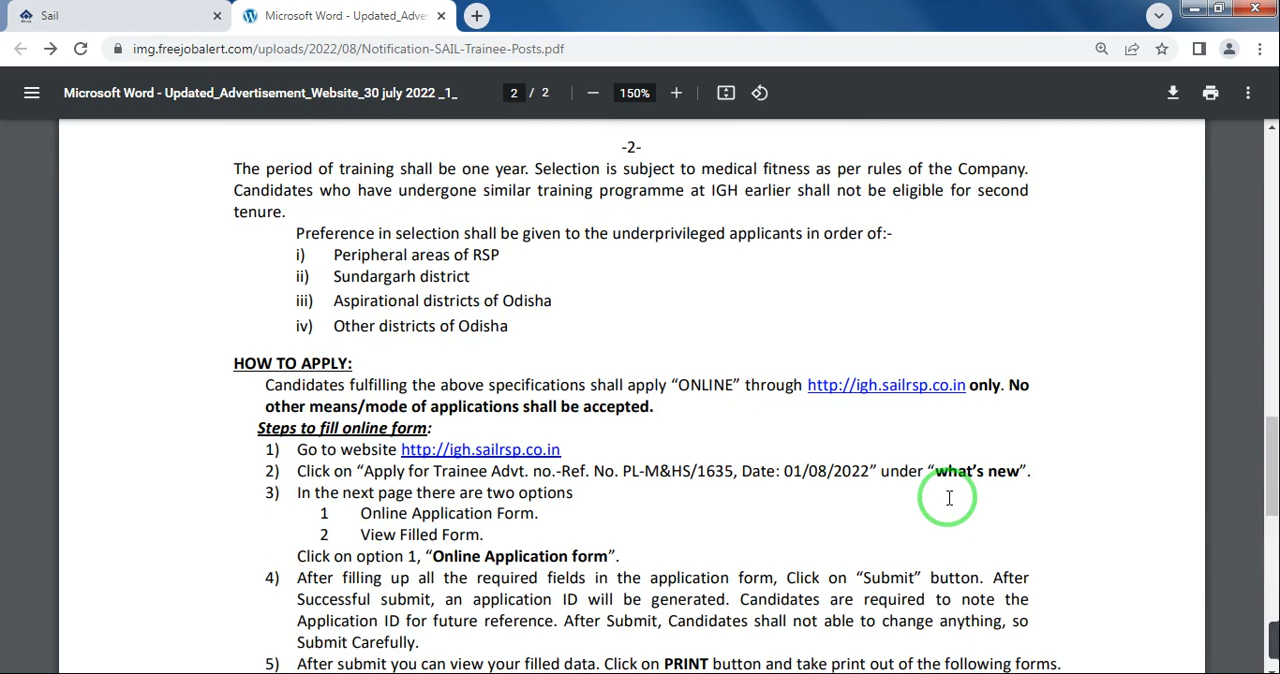 Sail
Microsoft Word - Updated_Adve
img.freejobalert.com/uploads/2022/08/Notification-SAIL-Trainee-Posts.pdf
Microsoft Word - Updated_Advertisement_Website_30 july 2022 _1_
2 / 2
150%
-2-
The period of training shall be one year. Selection is subject to medical fitness as per rules of the Company.
Candidates who have undergone similar training programme at IGH earlier shall not be eligible for second
tenure.
Preference in selection shall be given to the underprivileged applicants in order of:-
i) Peripheral areas of RSP
ii) Sundargarh district
iii) Aspirational districts of Odisha
iv) Other districts of Odisha
HOW TO APPLY:
Candidates fulfilling the above specifications shall apply “ONLINE” through http://igh.sailrsp.co.in only. No
other means/mode of applications shall be accepted.
Steps to fill online form:
1) Go to website http://igh.sailrsp.co.in
2) Click on “Apply for Trainee Advt. no.-Ref. No. PL-M&HS/1635, Date: 01/08/2022” under “what’s new”.
3) In the next page there are two options
1 Online Application Form.
2 View Filled Form.
Click on option 1, “Online Application form”.
4) After filling up all the required fields in the application form, Click on “Submit” button. After
Successful submit, an application ID will be generated. Candidates are required to note the
Application ID for future reference. After Submit, Candidates shall not able to change anything, so
Submit Carefully.
5) After submit you can view your filled data. Click on PRINT button and take print out of the following forms.